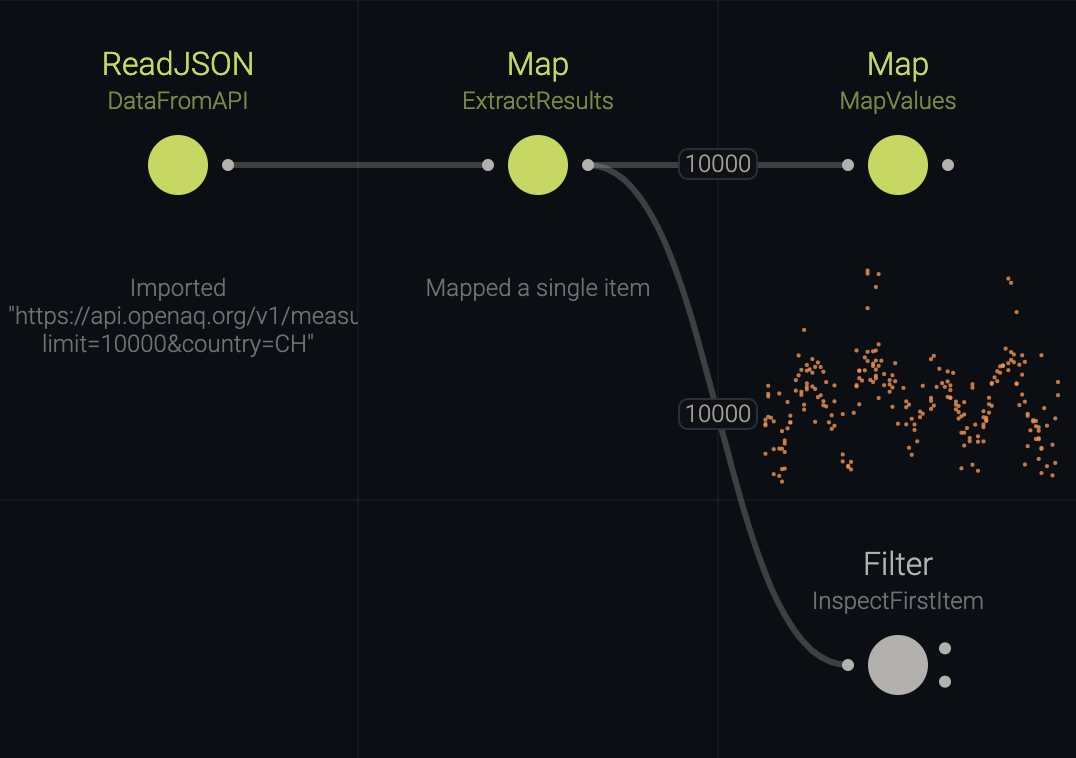 ReadJSON
DataFromAPI
Map
ExtractResults
Map
MapValues
10000
Imported
"https://api.openaq.org/v1/measu
limit=10000&country=CH"
Mapped a single item
10000
Filter
InspectFirstItem